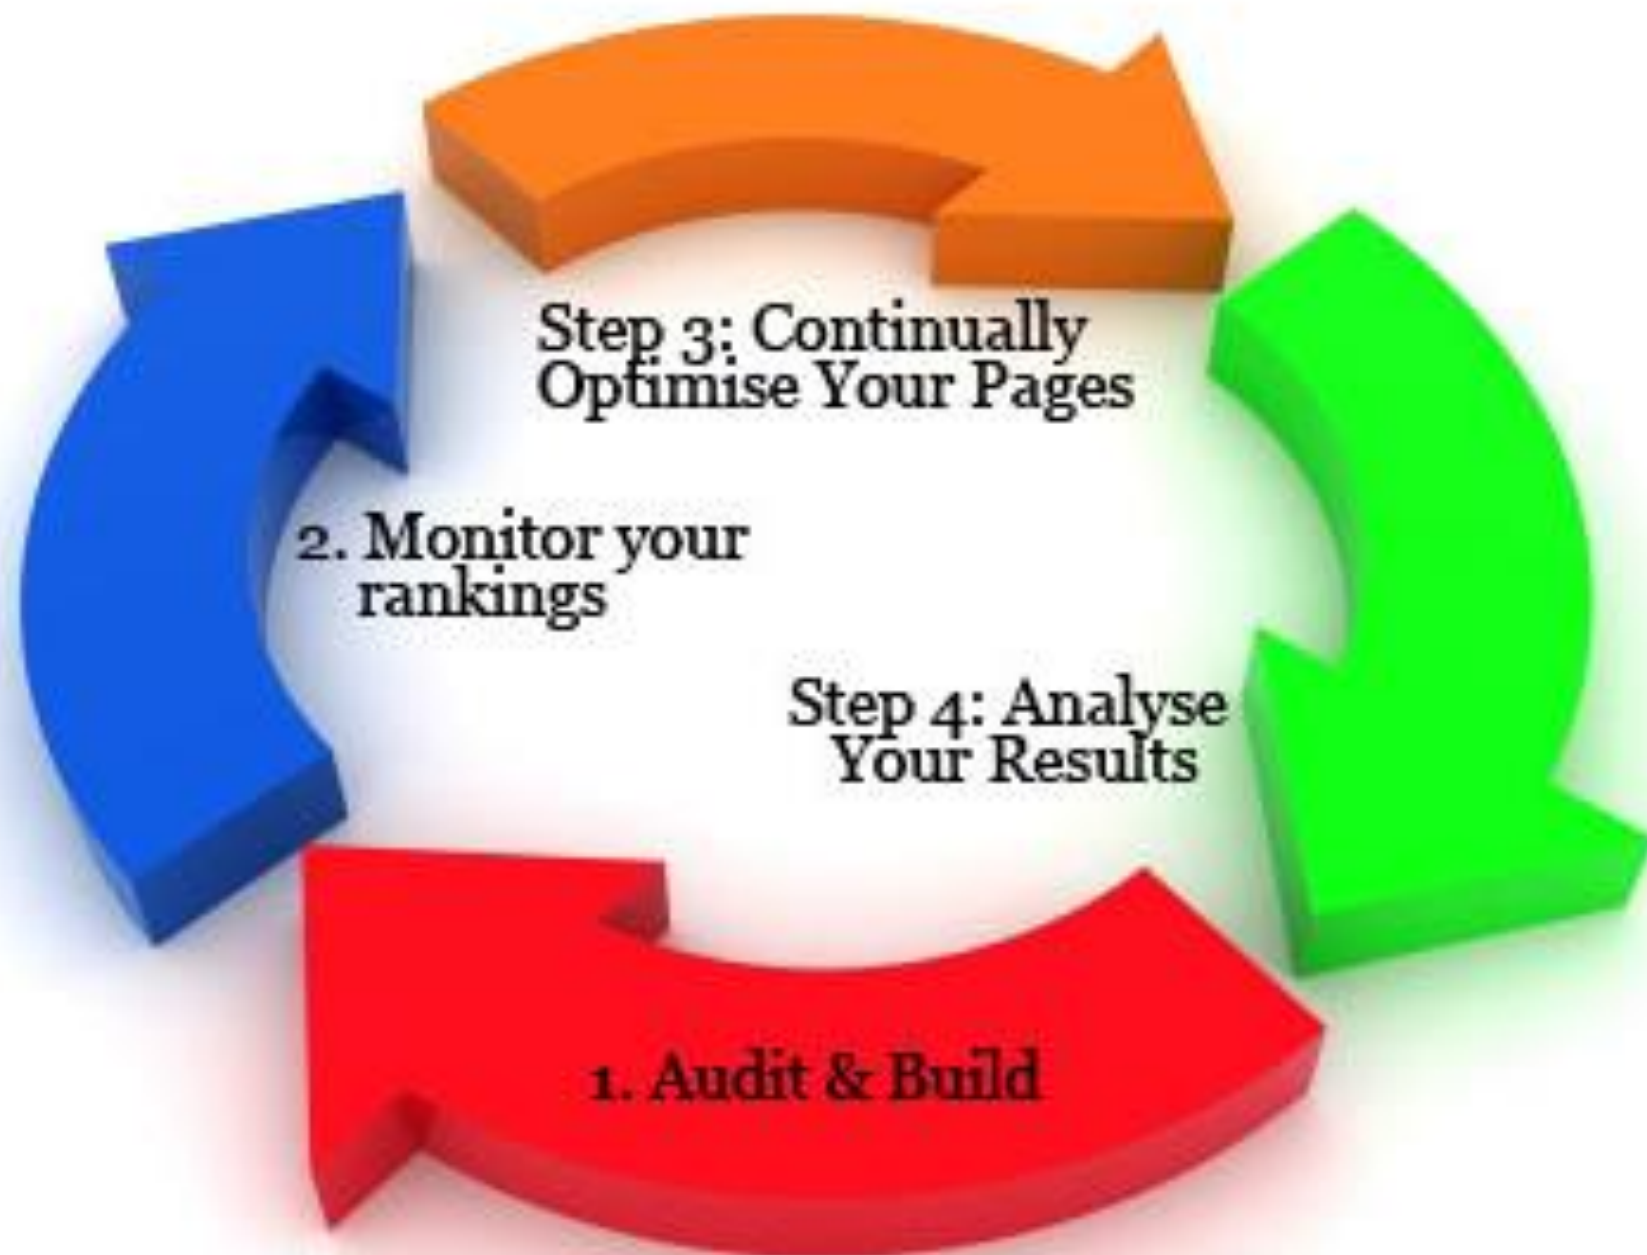 Step 3: Continually
Optimise Your Pages
2. Monitor your
rankings
Step 4: Analyse
Your Results
1. Audit & Build